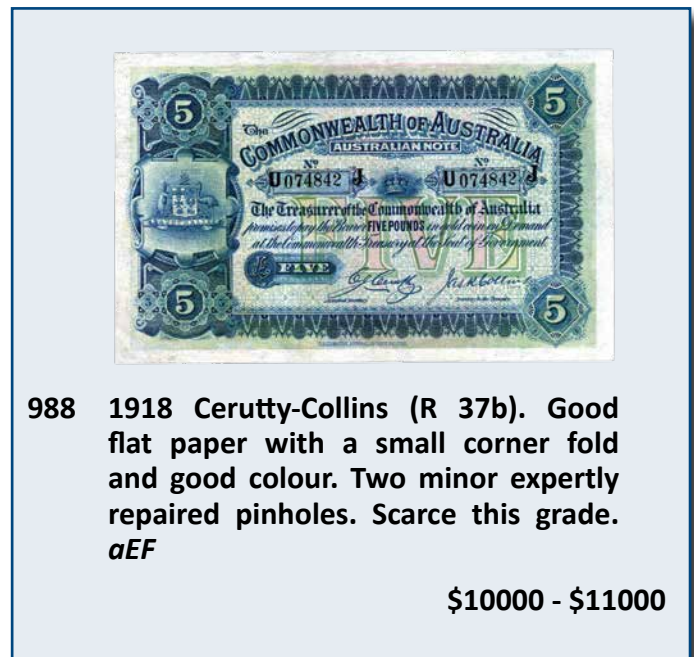 5
5
The
COMMONWEALTH OF AUSTRALIA
AUSTRALIAN NOTE
No No
U 074842 J U 074842 J
The Treasurer of the Commonwealth of Australia
promises to pay the Bearer FIVE POUNDS in gold coin on Demand
at the Commonwealth Treasury at the Seat of Government
FIVE
£5 FIVE
5
5
988 1918 Cerutty-Collins (R 37b). Good
flat paper with a small corner fold
and good colour. Two minor expertly
repaired pinholes. Scarce this grade.
aEF
$10000 - $11000